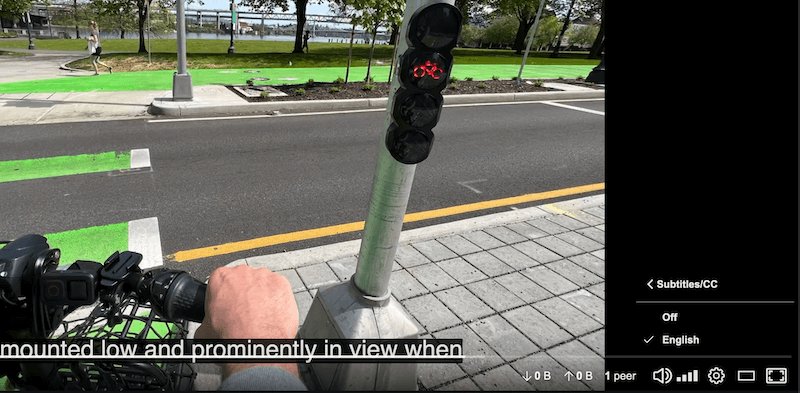 Subtitles/CC
Off
English
mounted low and prominently in view when
0 B 0 B 1 peer